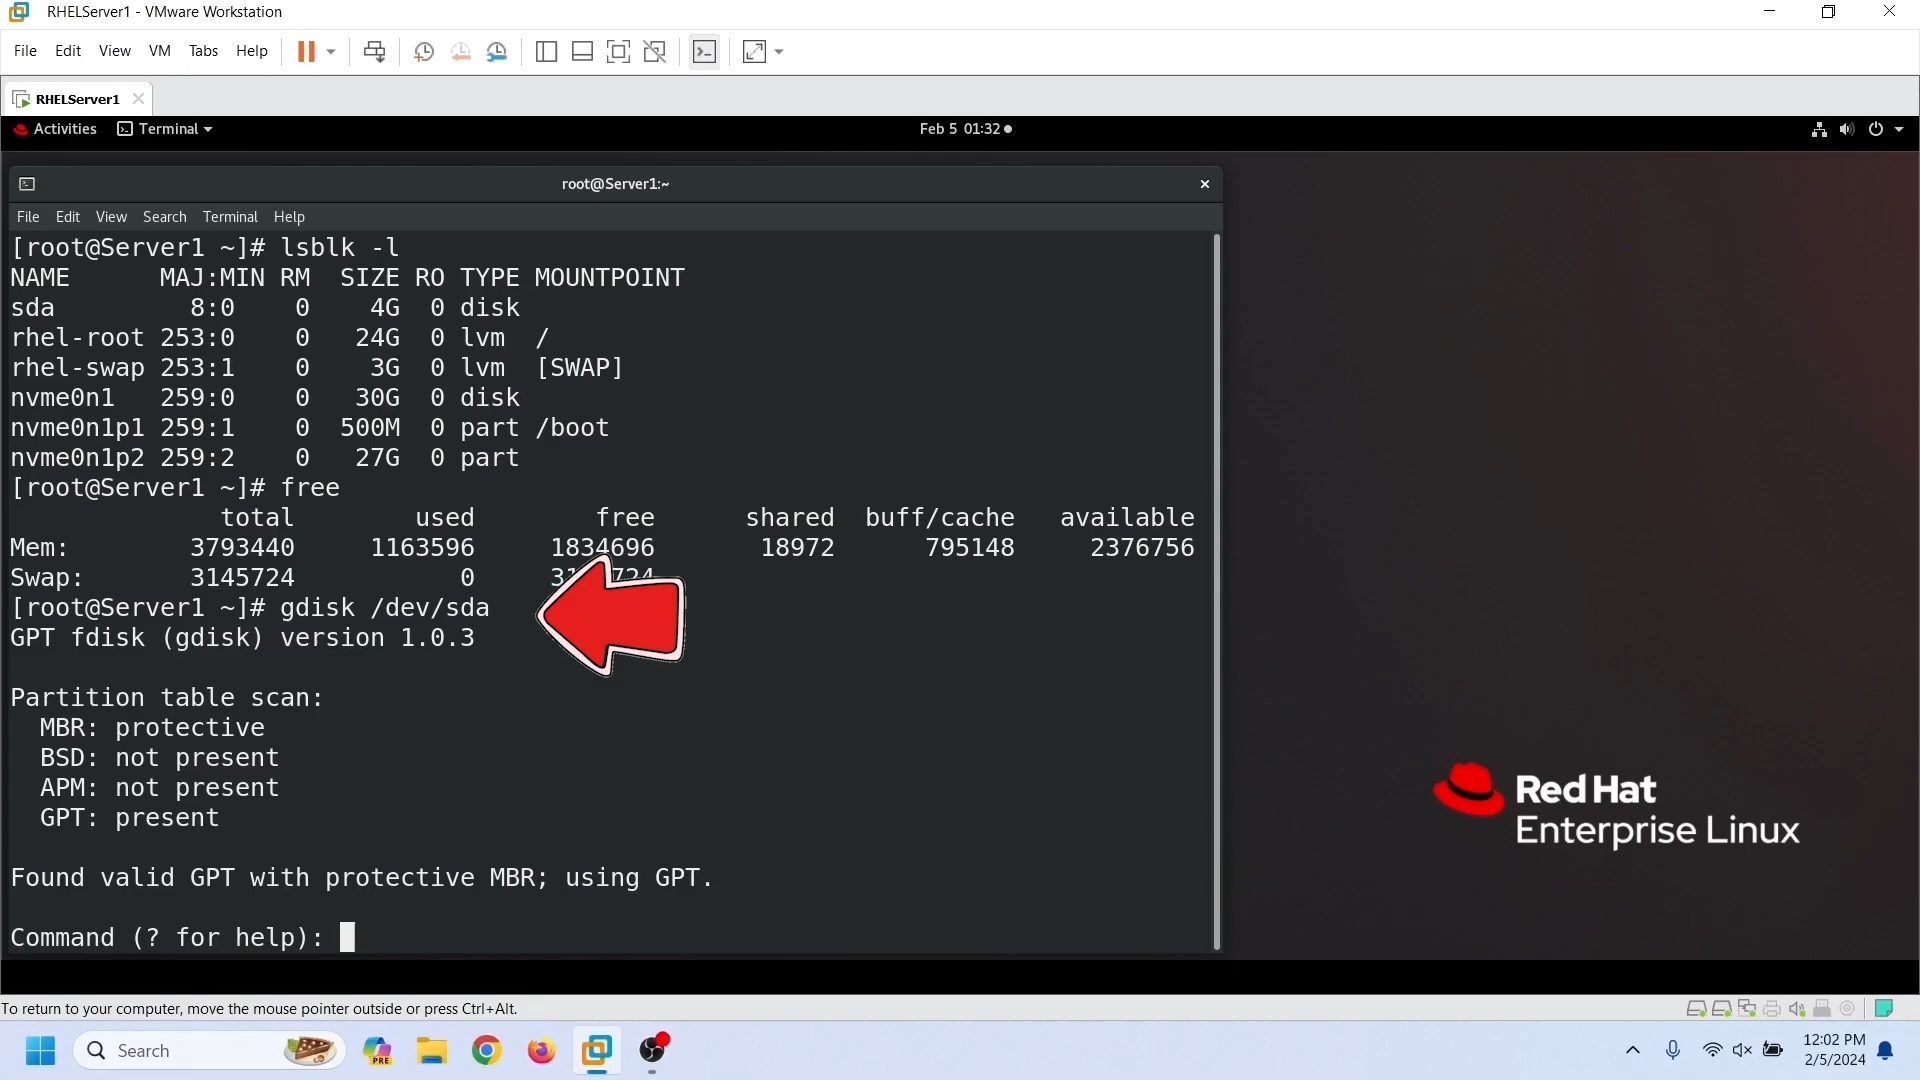 RHELServer1 - VMware Workstation
File Edit View VM Tabs Help
RHELServer1
Activities Terminal Feb 5 01:32
root@Server1:~
File Edit View Search Terminal Help
[root@Server1 ~]# lsblk -l
NAME MAJ:MIN RM SIZE RO TYPE MOUNTPOINT
sda 8:0 0 4G 0 disk
rhel-root 253:0 0 24G 0 lvm /
rhel-swap 253:1 0 3G 0 lvm [SWAP]
nvme0n1 259:0 0 30G 0 disk
nvme0n1p1 259:1 0 500M 0 part /boot
nvme0n1p2 259:2 0 27G 0 part
[root@Server1 ~]# free
total used free shared buff/cache available
Mem: 3793440 1163596 1834696 18972 795148 2376756
Swap: 3145724 0
[root@Server1 ~]# gdisk /dev/sda
GPT fdisk (gdisk) version 1.0.3
Partition table scan:
MBR: protective
BSD: not present
APM: not present
GPT: present
Found valid GPT with protective MBR; using GPT.
Command (? for help):
Red Hat
Enterprise Linux
To return to your computer, move the mouse pointer outside or press Ctrl+Alt.
Search
PRE
12:02 PM
2/5/2024